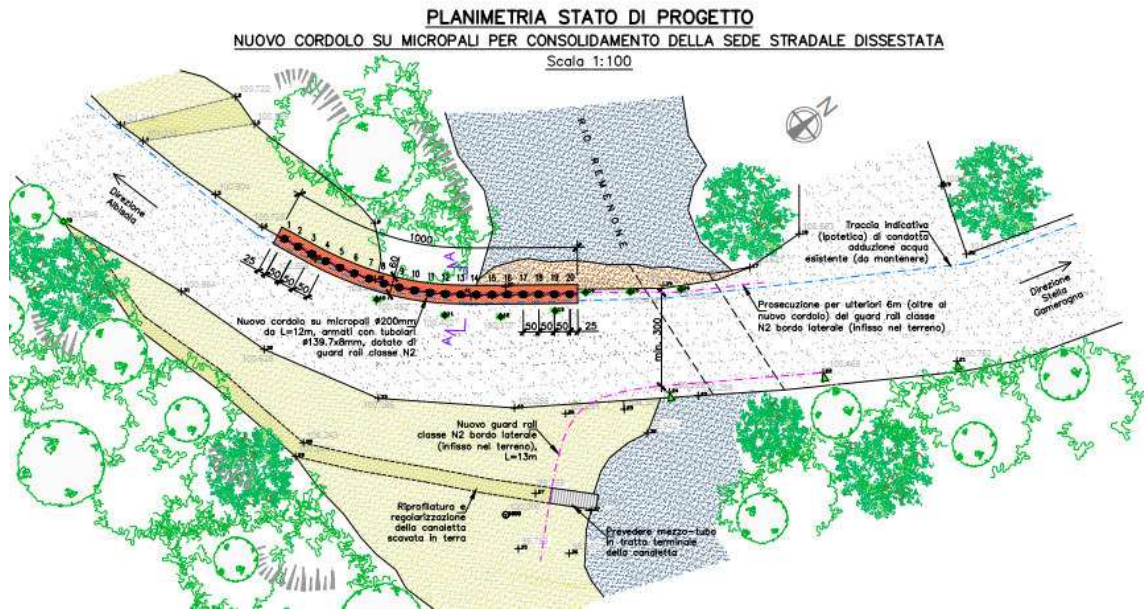 PLANIMETRIA STATO DI PROGETTO
NUOVO CORDOLO SU MICROPALI PER CONSOLIDAMENTO DELLA SEDE STRADALE DISSESTATA
Scala 1:100
N
RIO REMENONE
Direzione
Albisola
1000
1 2 3 4 5 6 7 8 9 10 11 12 13 14 15 16 17 18 19 20
60
25
50
50
50
A
A
50 50 50 25
min. 300
Traccia indicativa
(ipotetica) di condotta
adduzione acqua
esistente (da mantenere)
Direzione
Stella
Gameragna
Prosecuzione per ulteriori 6m (oltre al
nuovo cordolo) del guard rail classe
N2 bordo laterale (infisso nel terreno)
Nuovo cordolo su micropali ø200mm
da L=12m, armati con tubolari
ø139.7x8mm, dotato di
guard rail classe N2
Nuovo guard rail
classe N2 bordo laterale
(infisso nel terreno),
L=13m
Riprofilatura e
regolarizzazione
della canaletta
scavata in terra
Prevedere mezzo-tubo
in tratto terminale
della canaletta